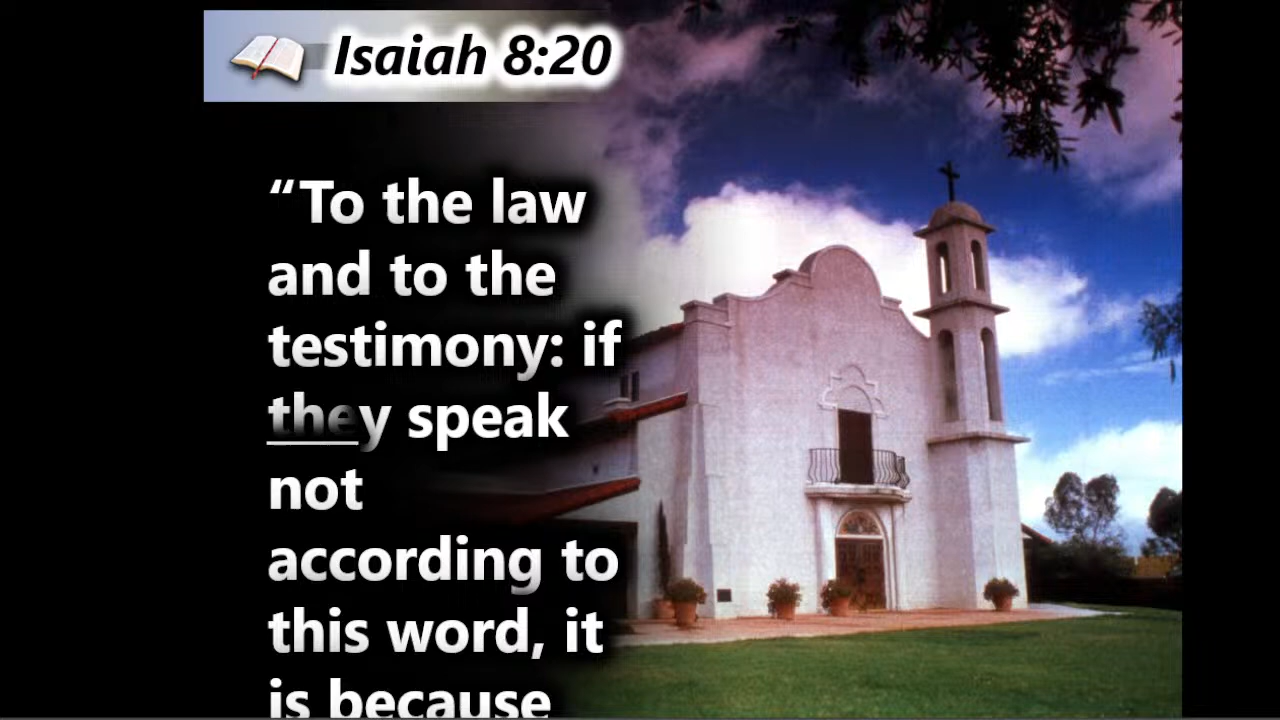 Isaiah 8:20
“To the law
and to the
testimony: if
they speak
not
according to
this word, it
is because